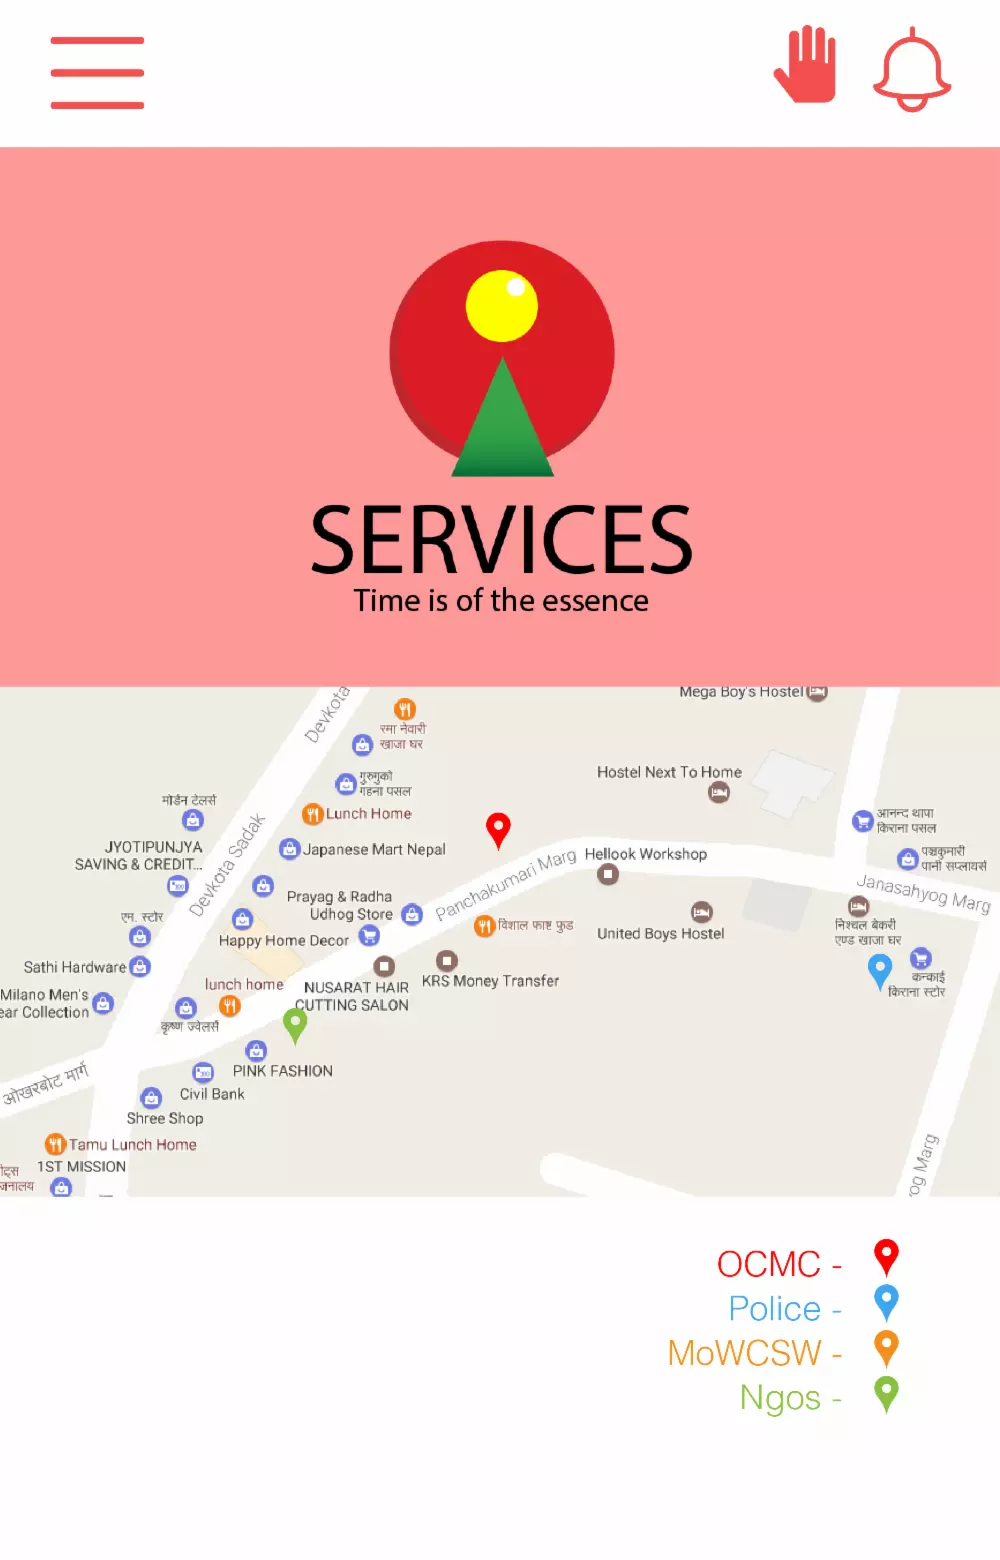 SERVICES
Time is of the essence
Devkota
Mega Boy's Hostel
रमा नेवारी
खाजा घर
Hostel Next To Home
गुरुगुको
गहना पसल
मोर्डन टेलर्स
Lunch Home
आनन्द थापा
किराना पसल
JYOTIPUNJYA
SAVING & CREDIT...
Japanese Mart Nepal
Hellook Workshop
पञ्चकुमारी
पानी सप्लायर्स
Devkota Sadak
Panchakumari Marg
Janasahyog Marg
Prayag & Radha
Udhog Store
एम. स्टोर
विशाल फाष्ट फुड
United Boys Hostel
निश्चल बेकरी
एण्ड खाजा घर
Happy Home Decor
Sathi Hardware
lunch home
NUSARAT HAIR
CUTTING SALON
KRS Money Transfer
कन्काई
किराना स्टोर
Milano Men's
ear Collection
कृष्ण ज्वेलर्स
PINK FASHION
ओखरबोट मार्ग
Civil Bank
Shree Shop
Tamu Lunch Home
1ST MISSION
og Marg
OCMC -
Police -
MoWCSW -
Ngos -